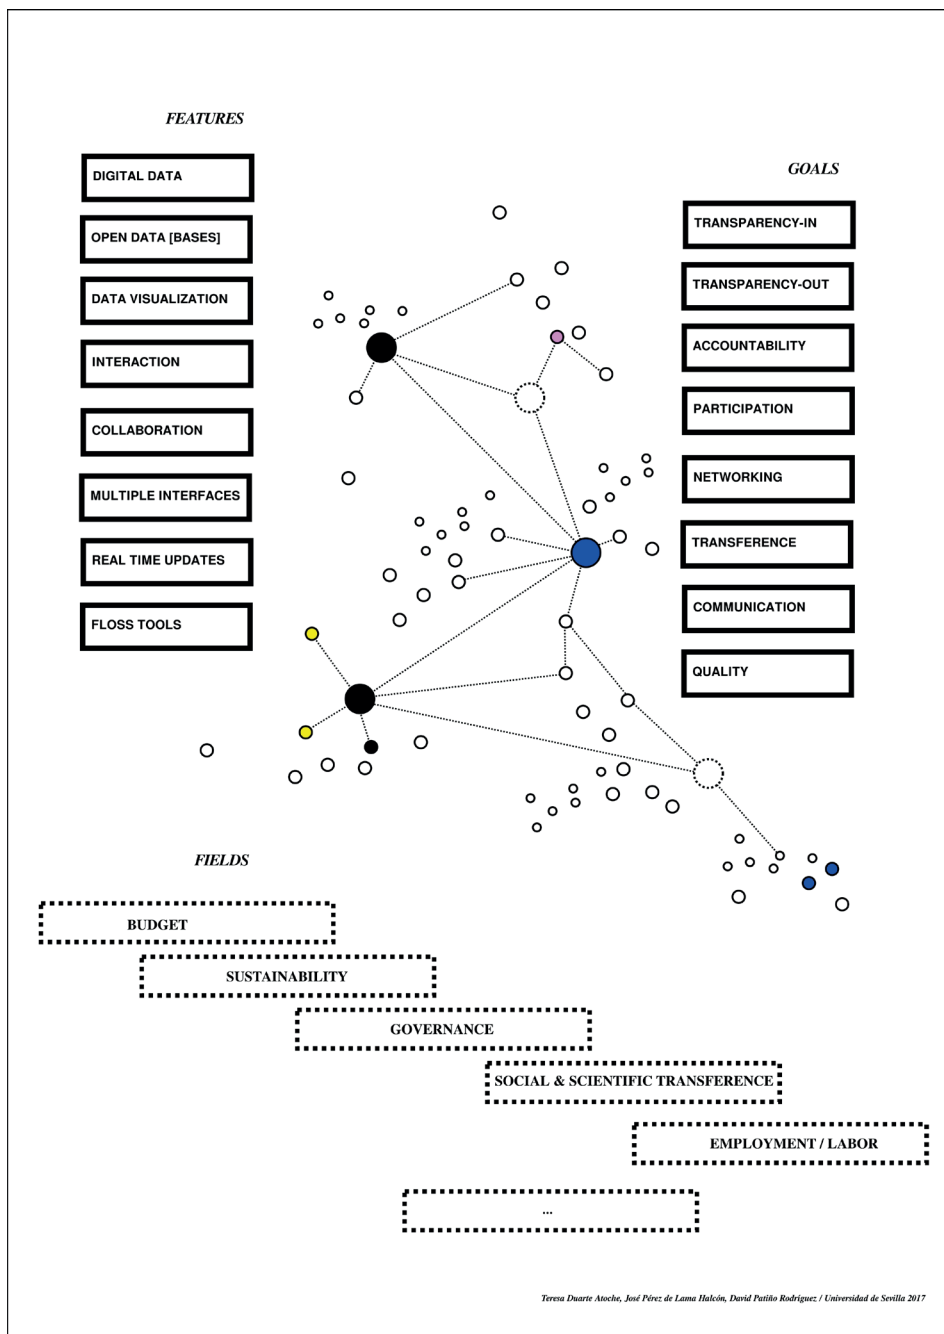 FEATURES
DIGITAL DATA
OPEN DATA [BASES]
DATA VISUALIZATION
INTERACTION
COLLABORATION
MULTIPLE INTERFACES
REAL TIME UPDATES
FLOSS TOOLS
GOALS
TRANSPARENCY-IN
TRANSPARENCY-OUT
ACCOUNTABILITY
PARTICIPATION
NETWORKING
TRANSFERENCE
COMMUNICATION
QUALITY
FIELDS
BUDGET
SUSTAINABILITY
GOVERNANCE
SOCIAL & SCIENTIFIC TRANSFERENCE
EMPLOYMENT / LABOR
...
Teresa Duarte Atoche, José Pérez de Lama Halcón, David Patiño Rodríguez / Universidad de Sevilla 2017